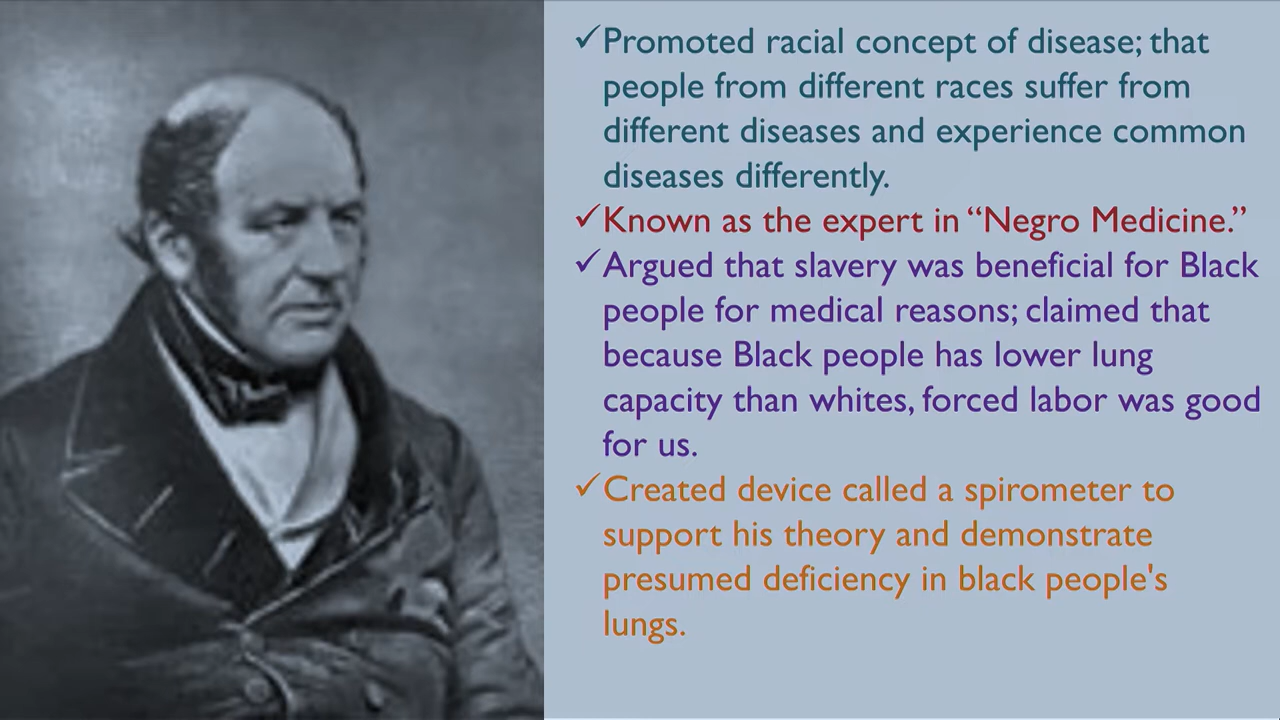 ✓Promoted racial concept of disease; that
people from different races suffer from
different diseases and experience common
diseases differently.
✓Known as the expert in “Negro Medicine.”
✓Argued that slavery was beneficial for Black
people for medical reasons; claimed that
because Black people has lower lung
capacity than whites, forced labor was good
for us.
✓Created device called a spirometer to
support his theory and demonstrate
presumed deficiency in black people's
lungs.